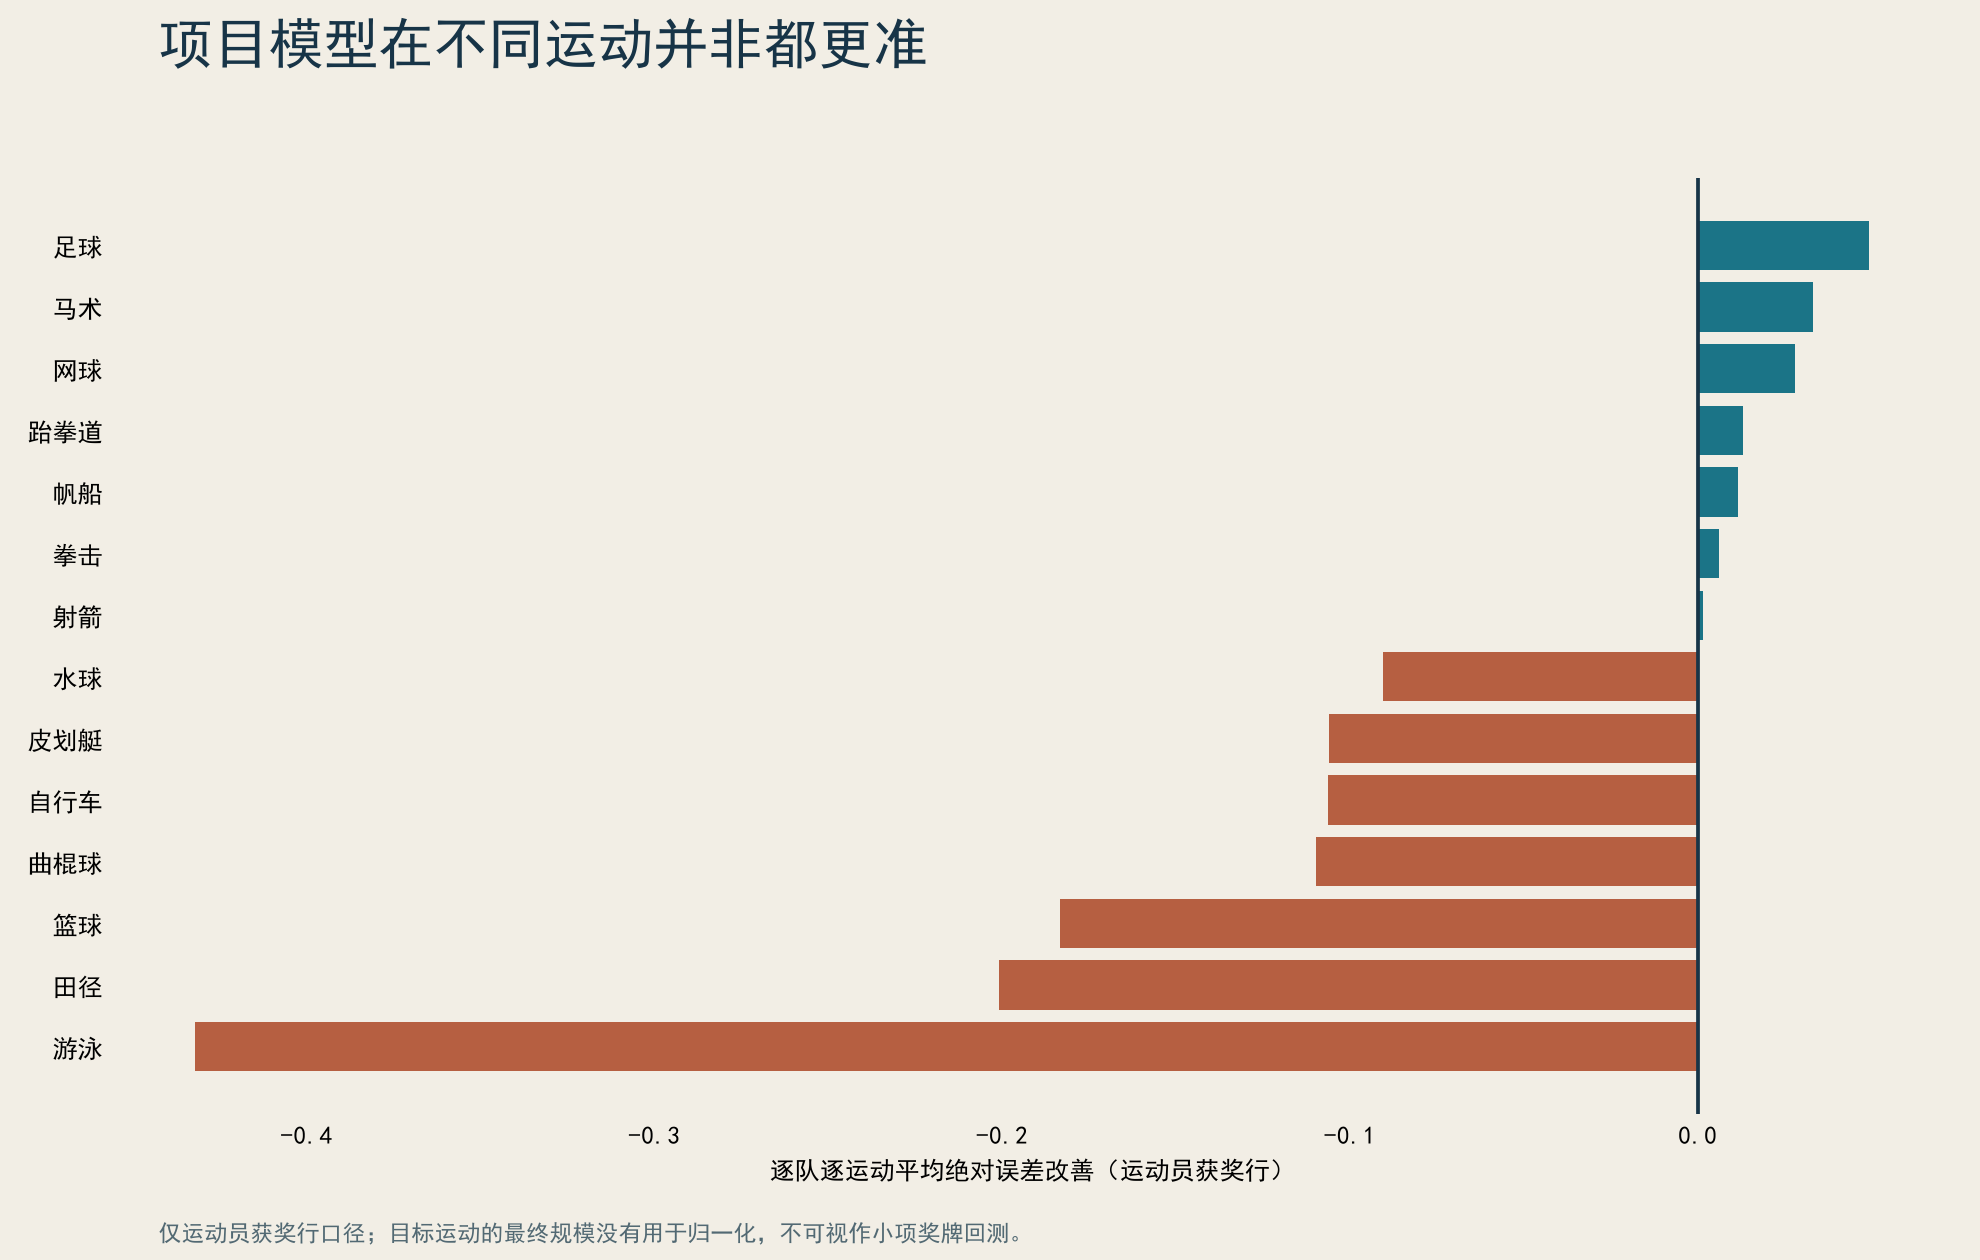 项目模型在不同运动并非都更准
足球
马术
网球
跆拳道
帆船
拳击
射箭
水球
皮划艇
自行车
曲棍球
篮球
田径
游泳
-0.4
-0.3
-0.2
-0.1
0.0
逐队逐运动平均绝对误差改善（运动员获奖行）
仅运动员获奖行口径；目标运动的最终规模没有用于归一化，不可视作小项奖牌回测。